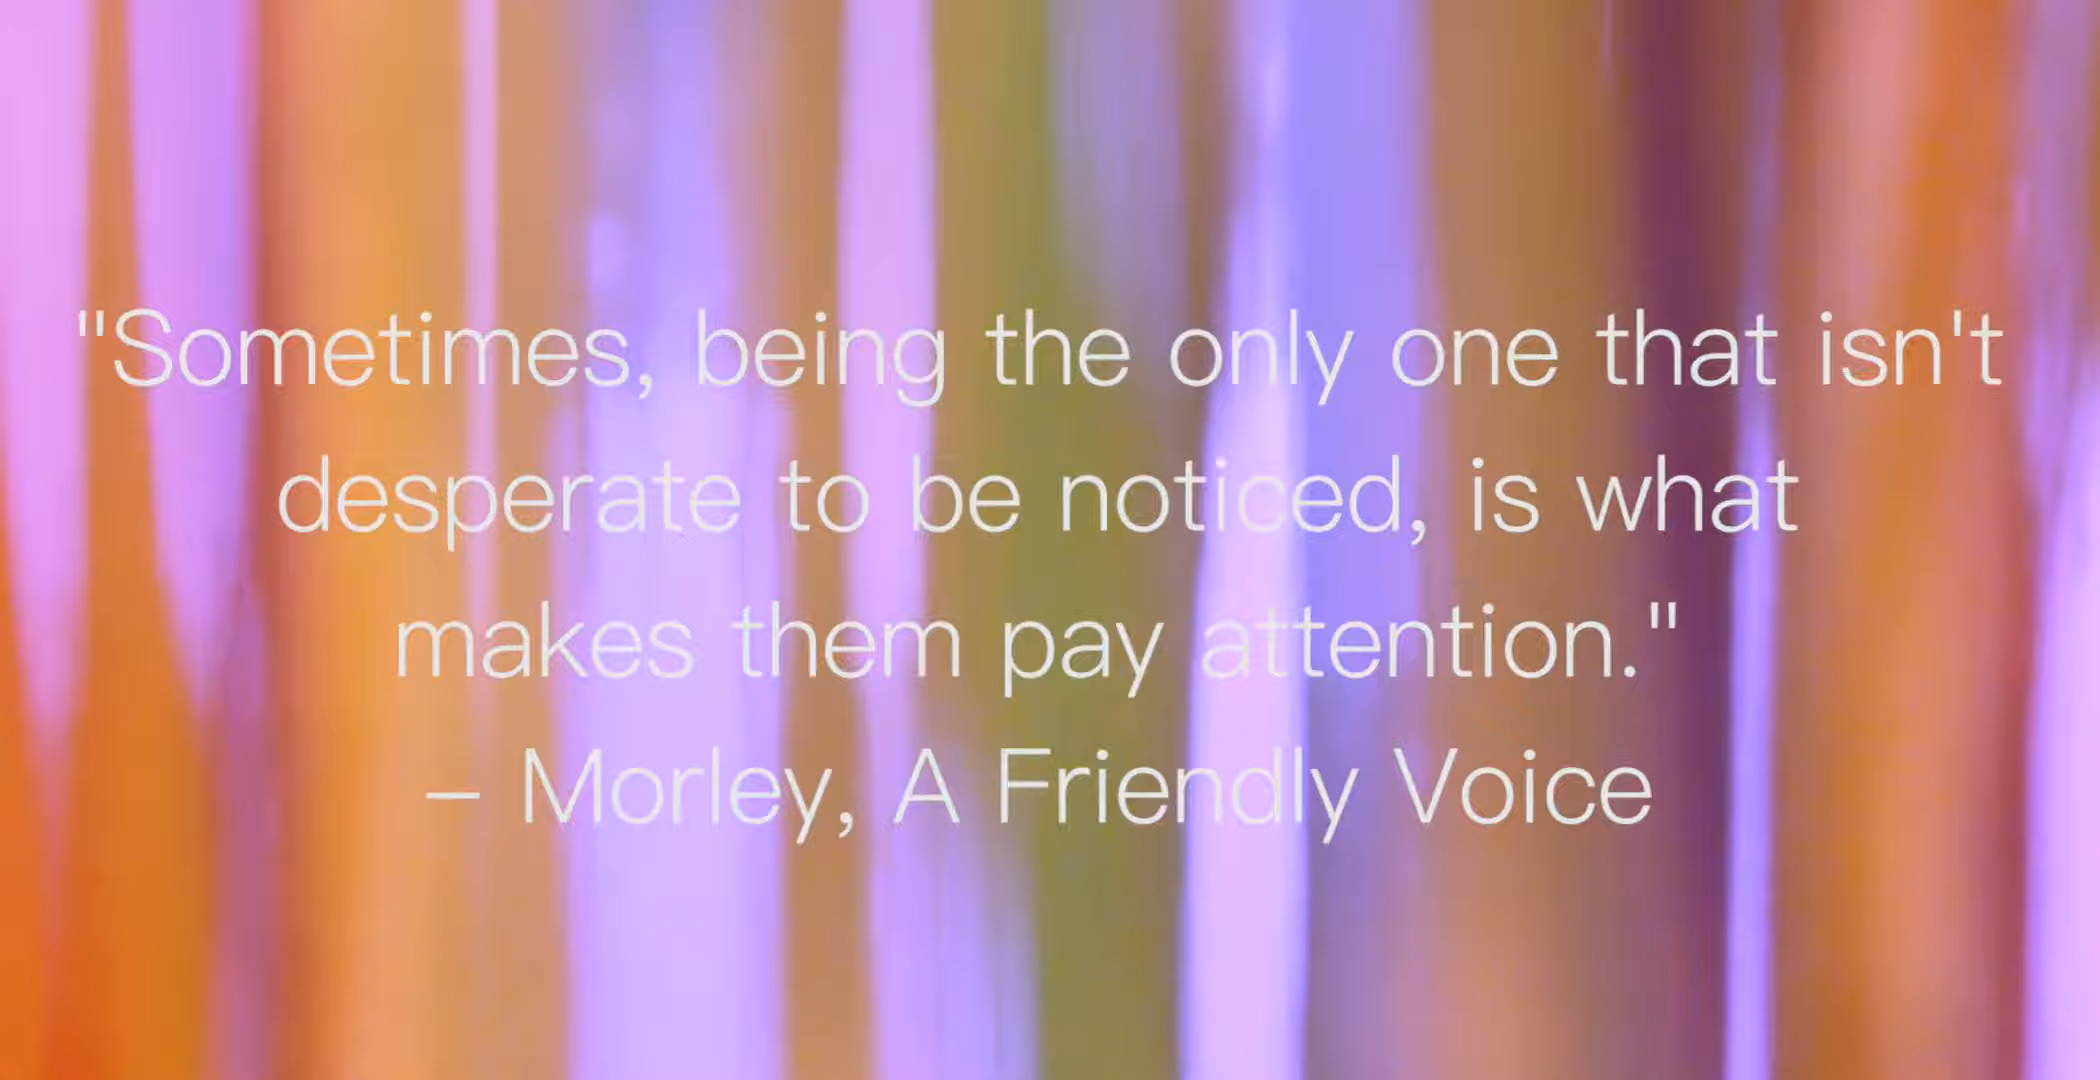 "Sometimes, being the only one that isn't
desperate to be noticed, is what
makes them pay attention."
– Morley, A Friendly Voice